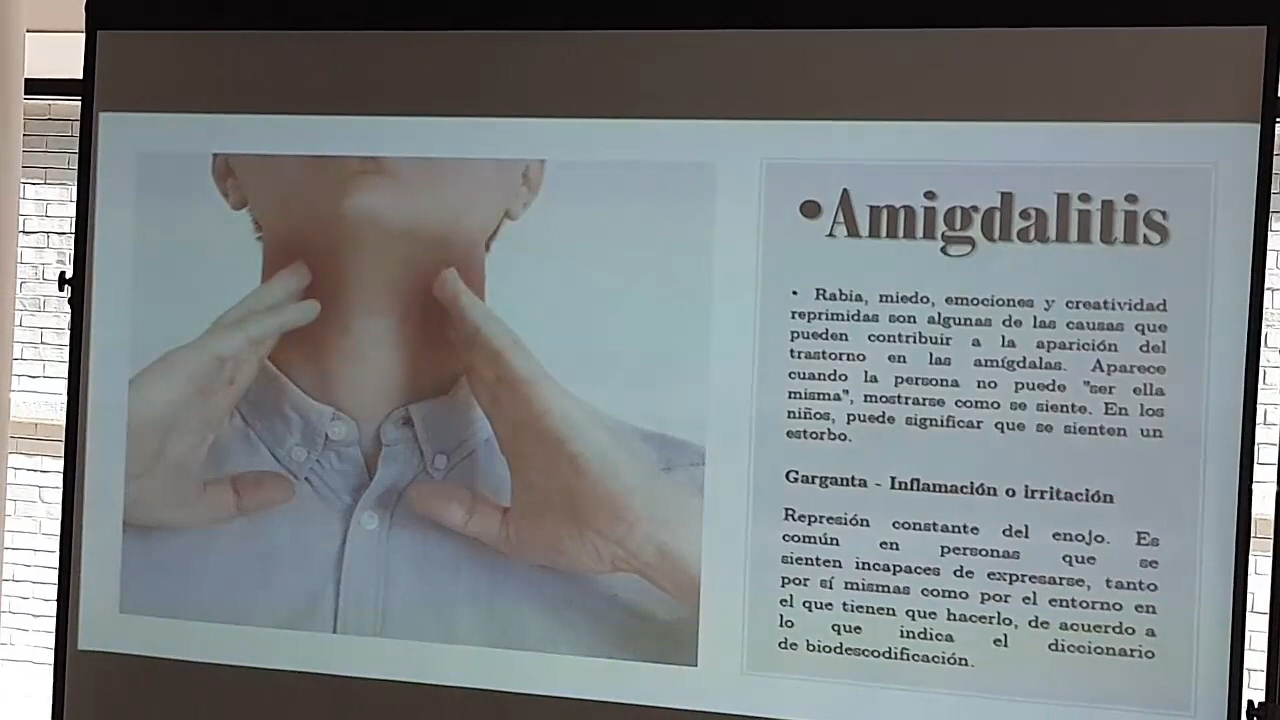 •Amigdalitis
• Rabia, miedo, emociones y creatividad
reprimidas son algunas de las causas que
pueden contribuir a la aparición del
trastorno en las amígdalas. Aparece
cuando la persona no puede "ser ella
misma", mostrarse como se siente. En los
niños, puede significar que se sienten un
estorbo.
Garganta - Inflamación o irritación
Represión constante del enojo. Es
común en personas que se
sienten incapaces de expresarse, tanto
por sí mismas como por el entorno en
el que tienen que hacerlo, de acuerdo a
lo que indica el diccionario
de biodescodificación.